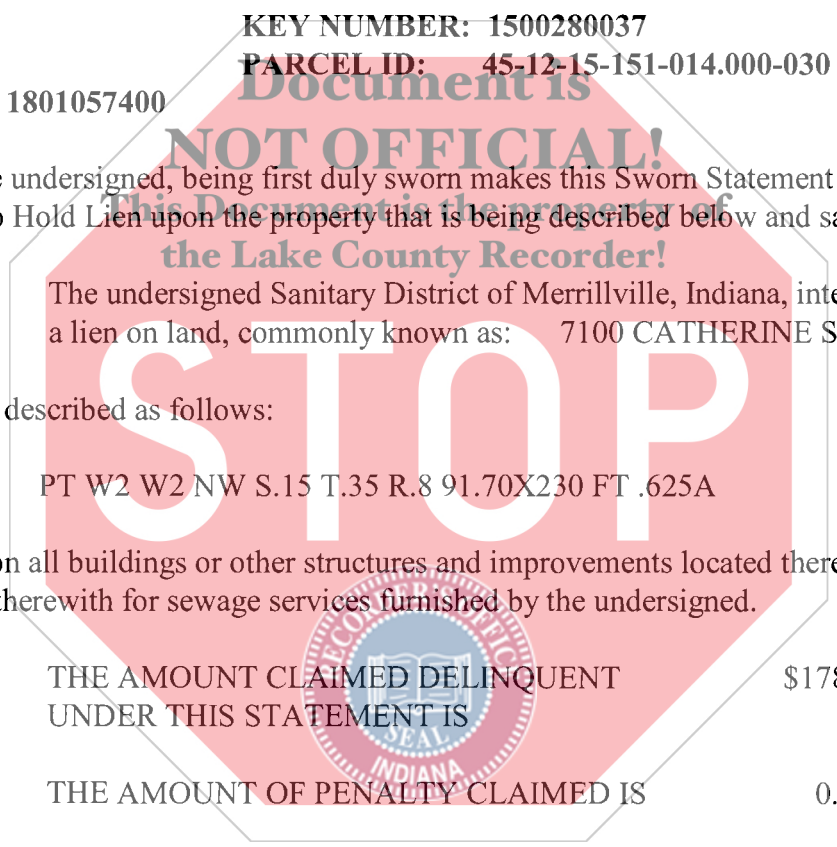 KEY NUMBER: 1500280037
PARCEL ID: 45-12-15-151-014.000-030
1801057400
Document is
NOT OFFICIAL!
undersigned, being first duly sworn makes this Sworn Statement
This Document is the property of
Hold Lien upon the property that is being described below and
the Lake County Recorder!
The undersigned Sanitary District of Merrillville, Indiana,
a lien on land, commonly known as: 7100 CATHERINE S
STOP
described as follows:
PT W2 W2 NW S.15 T.35 R.8 91.70X230 FT .625A
on all buildings or other structures and improvements located
therewith for sewage services furnished by the undersigned.
RECORDER'S OFFICE
THE AMOUNT CLAIMED DELINQUENT $178
UNDER THIS STATEMENT IS
SEAL
INDIANA
THE AMOUNT OF PENALTY CLAIMED IS 0.